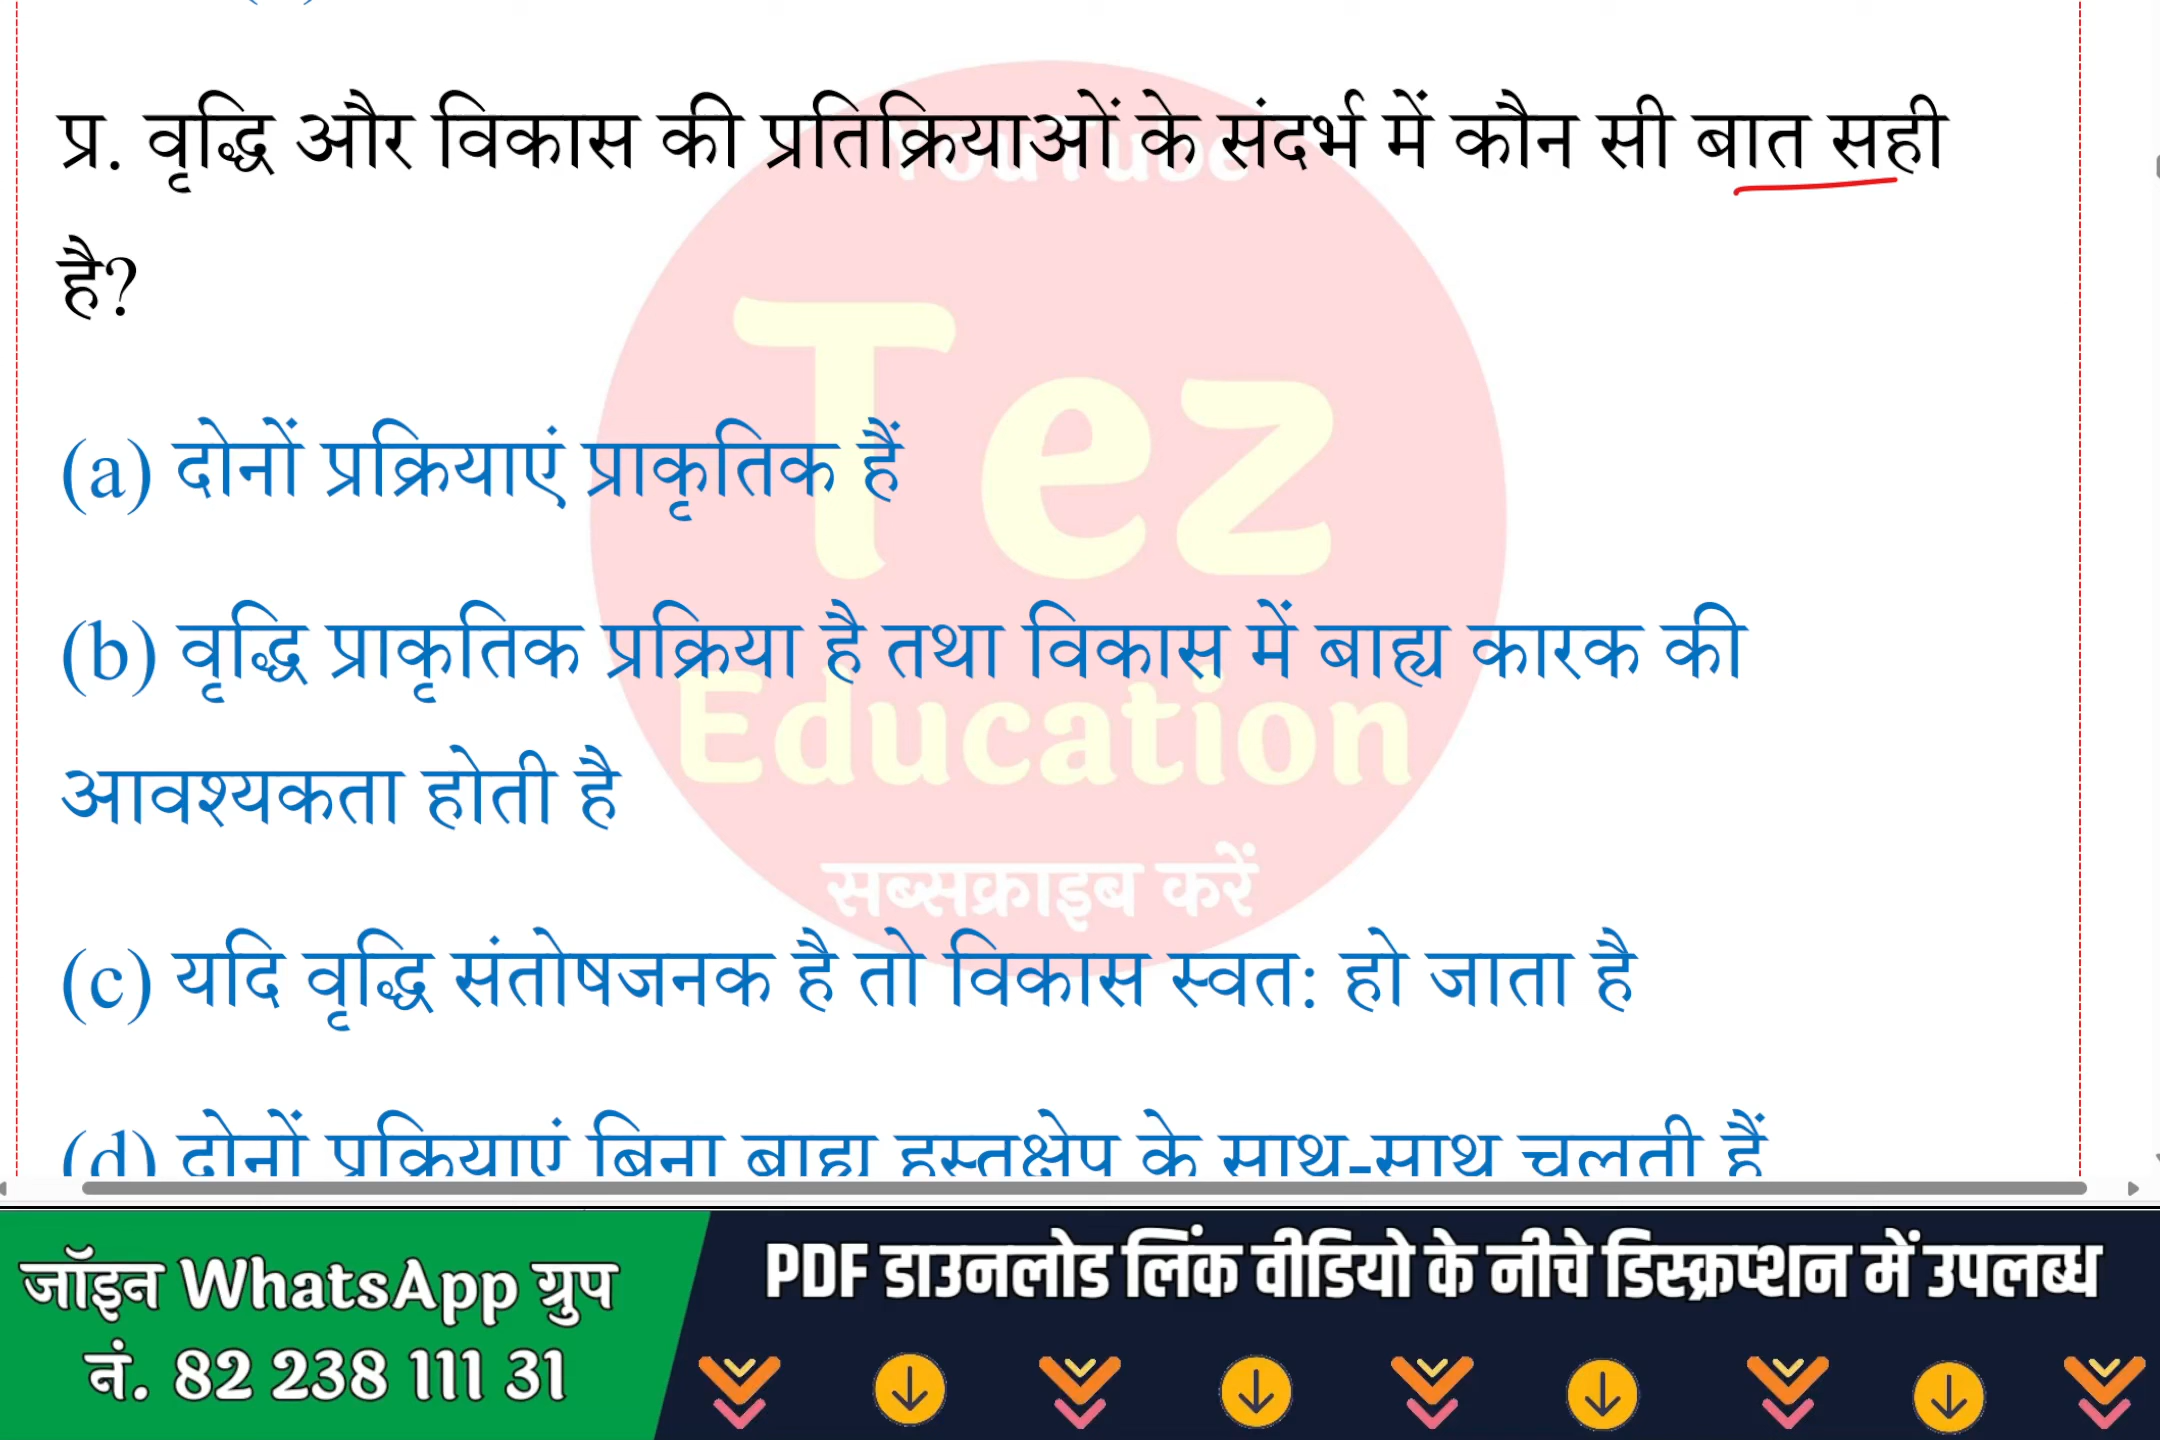 प्र. वृद्धि और विकास की प्रतिक्रियाओं के संदर्भ में कौन सी बात सही
है?
(a) दोनों प्रक्रियाएं प्राकृतिक हैं
(b) वृद्धि प्राकृतिक प्रक्रिया है तथा विकास में बाह्य कारक की
आवश्यकता होती है
(c) यदि वृद्धि संतोषजनक है तो विकास स्वत: हो जाता है
(d) दोनों प्रक्रियाएं बिना बाह्य हस्तक्षेप के साथ-साथ चलती हैं
YouTube
Tez
Education
सब्सक्राइब करें
जॉइन WhatsApp ग्रुप
नं. 82 238 111 31
PDF डाउनलोड लिंक वीडियो के नीचे डिस्क्रप्शन में उपलब्ध